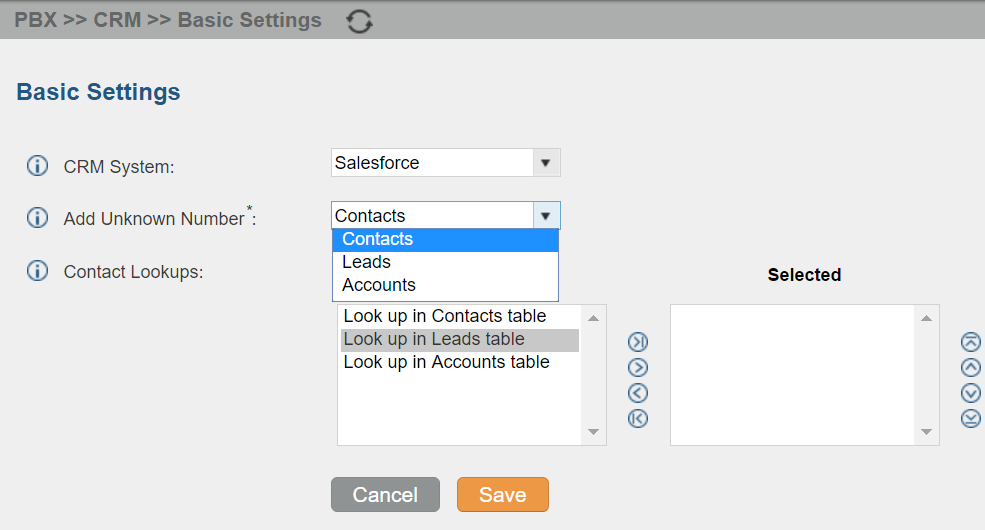 PBX >> CRM >> Basic Settings
Basic Settings
CRM System:
Salesforce
Add Unknown Number*:
Contacts
Contacts
Leads
Accounts
Contact Lookups:
Selected
Look up in Contacts table
Look up in Leads table
Look up in Accounts table
Cancel
Save